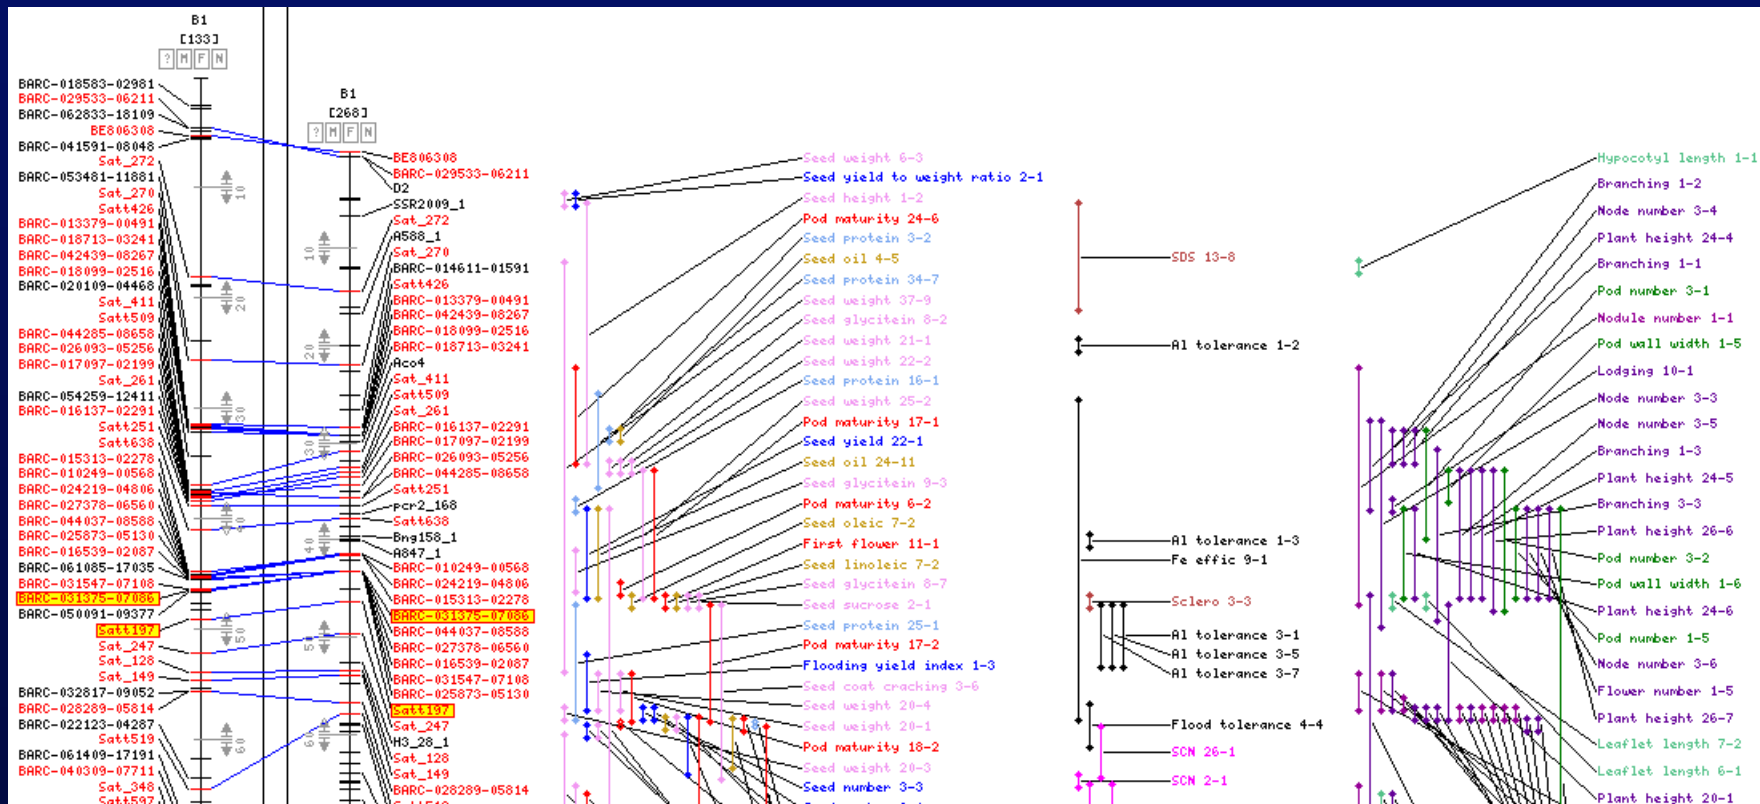 B1
[133]
? M F N
BARC-018583-02981
BARC-029533-06211
BARC-062833-18109
BE806308
BARC-041591-08048
Sat_272
BARC-053481-11881
Sat_270
Satt426
BARC-013379-00491
BARC-018713-03241
BARC-042439-08267
BARC-018099-02516
BARC-020109-04468
Sat_411
Satt509
BARC-044285-08658
BARC-026093-05256
BARC-017097-02199
Sat_261
BARC-054259-12411
BARC-016137-02291
Satt251
Satt638
BARC-015313-02278
BARC-010249-00568
BARC-024219-04806
BARC-027378-06560
BARC-044037-08588
BARC-025873-05130
BARC-016539-02087
BARC-061085-17035
BARC-031547-07108
BARC-031375-07086
BARC-050091-09377
Satt197
Sat_247
Sat_128
Sat_149
BARC-032817-09052
BARC-028289-05814
BARC-022123-04287
Satt519
BARC-061409-17191
BARC-040309-07711
Sat_348
Satt597
10
20
30
40
50
60
B1
[268]
? M F N
10
20
30
40
50
60
BE806308
BARC-029533-06211
D2
SSR2009_1
Sat_272
A588_1
Sat_270
BARC-014611-01591
Satt426
BARC-013379-00491
BARC-042439-08267
BARC-018099-02516
BARC-018713-03241
Aco4
Sat_411
Satt509
Sat_261
BARC-016137-02291
BARC-017097-02199
BARC-026093-05256
BARC-044285-08658
Satt251
pcr2_168
Satt638
Bng158_1
A847_1
BARC-010249-00568
BARC-024219-04806
BARC-015313-02278
BARC-031375-07086
BARC-044037-08588
BARC-027378-06560
BARC-016539-02087
BARC-031547-07108
BARC-025873-05130
Satt197
Sat_247
H3_28_1
Sat_128
Sat_149
BARC-028289-05814
Seed weight 6-3
Seed yield to weight ratio 2-1
Seed height 1-2
Pod maturity 24-6
Seed protein 3-2
Seed oil 4-5
Seed protein 34-7
Seed weight 37-9
Seed glycitein 8-2
Seed weight 21-1
Seed weight 22-2
Seed protein 16-1
Seed weight 25-2
Pod maturity 17-1
Seed yield 22-1
Seed oil 24-11
Seed glycitein 9-3
Pod maturity 6-2
Seed oleic 7-2
First flower 11-1
Seed linoleic 7-2
Seed glycitein 8-7
Seed sucrose 2-1
Seed protein 25-1
Pod maturity 17-2
Flooding yield index 1-3
Seed coat cracking 3-6
Seed weight 20-4
Seed weight 20-1
Pod maturity 18-2
Seed weight 20-3
Seed number 3-3
SDS 13-8
Al tolerance 1-2
Al tolerance 1-3
Fe effic 9-1
Sclero 3-3
Al tolerance 3-1
Al tolerance 3-5
Al tolerance 3-7
Flood tolerance 4-4
SCN 26-1
SCN 2-1
Hypocotyl length 1-1
Branching 1-2
Node number 3-4
Plant height 24-4
Branching 1-1
Pod number 3-1
Nodule number 1-1
Pod wall width 1-5
Lodging 10-1
Node number 3-3
Node number 3-5
Branching 1-3
Plant height 24-5
Branching 3-3
Plant height 26-6
Pod number 3-2
Pod wall width 1-6
Plant height 24-6
Pod number 1-5
Node number 3-6
Flower number 1-5
Plant height 26-7
Leaflet length 7-2
Leaflet length 6-1
Plant height 20-1